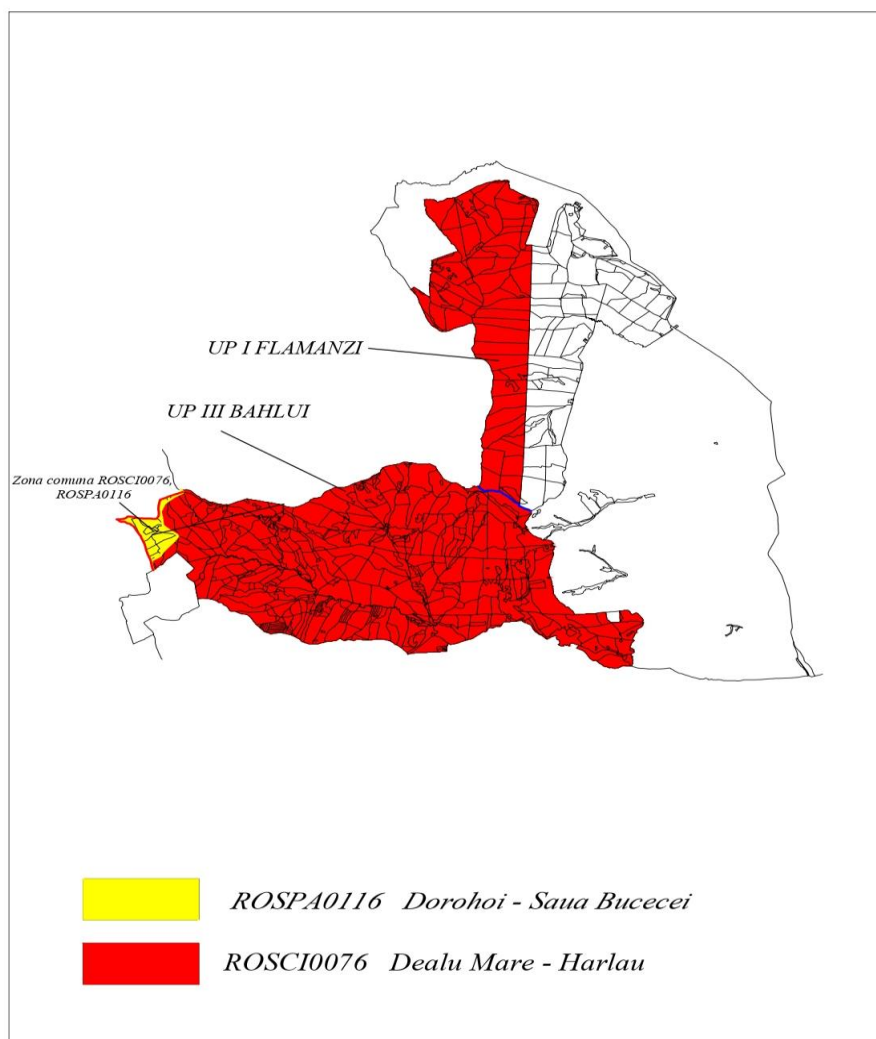 UP I FLAMANZI
UP III BAHLUI
Zona comuna ROSCI0076,
ROSPA0116
ROSPA0116 Dorohoi - Saua Bucecei
ROSCI0076 Dealu Mare - Harlau